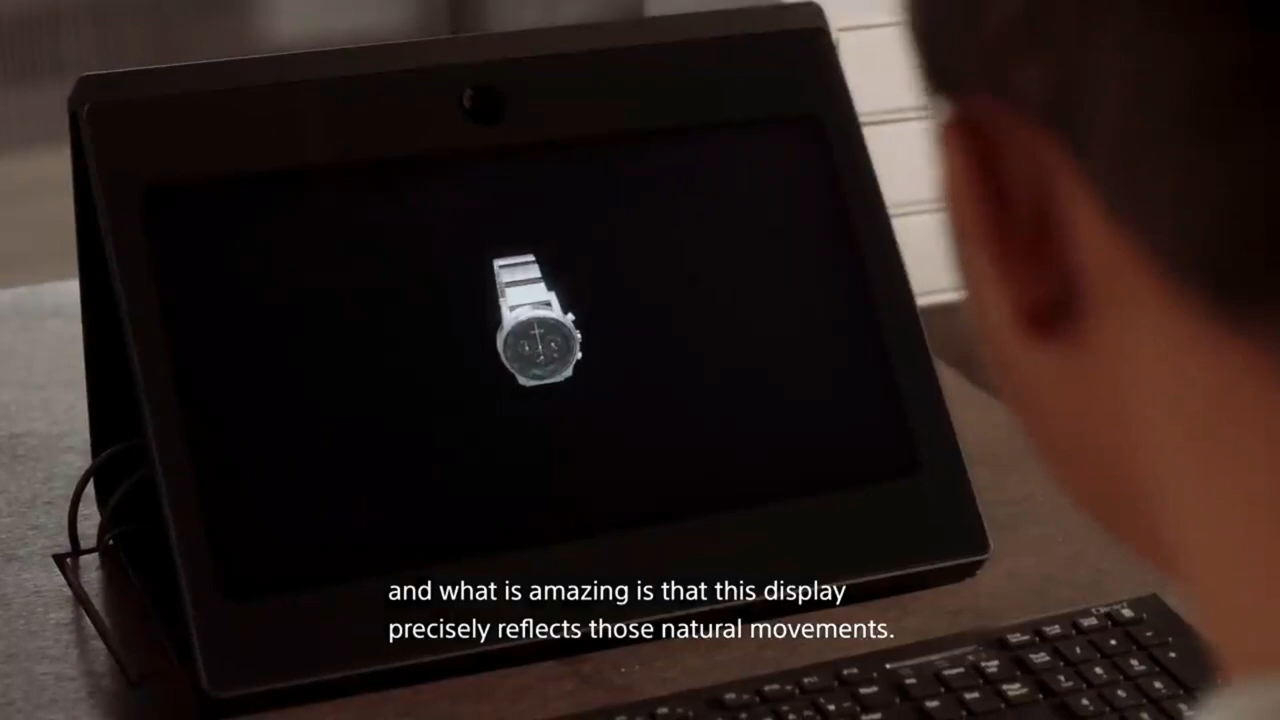 and what is amazing is that this display
precisely reflects those natural movements.